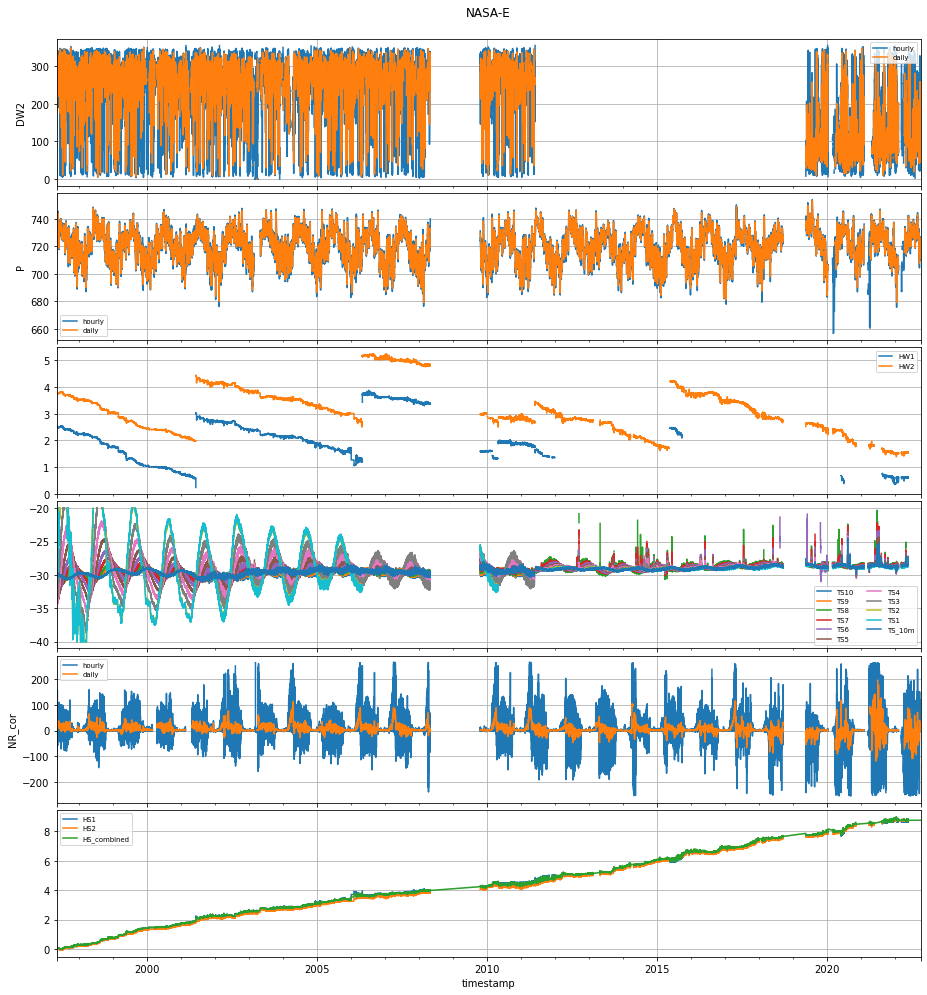 NASA-E
300
200
100
0
DW2
hourly
daily
740
720
700
680
660
P
hourly
daily
5
4
3
2
1
0
HW1
HW2
−20
−25
−30
−35
−40
TS10 TS4
TS9 TS3
TS8 TS2
TS7 TS1
TS6 TS_10m
TS5
200
100
0
−100
−200
NR_cor
hourly
daily
8
6
4
2
0
HS1
HS2
HS_combined
2000 2005 2010 2015 2020
timestamp